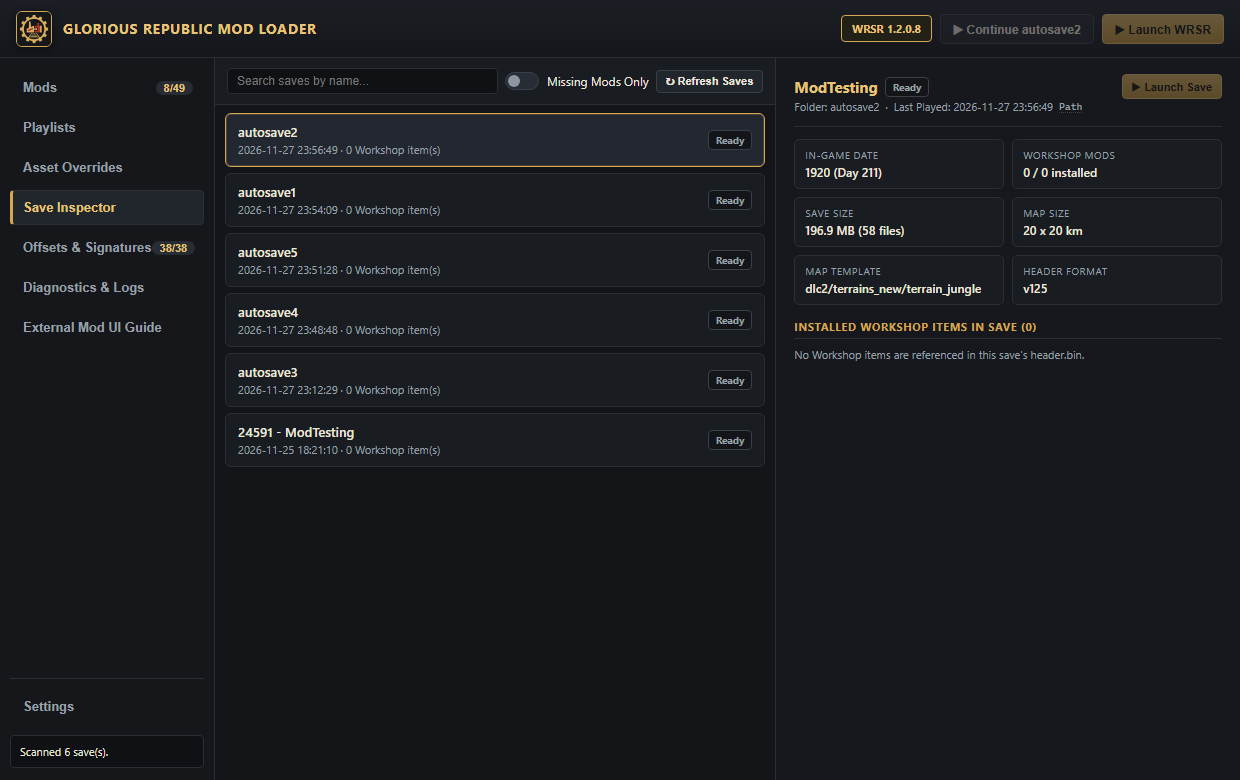 GLORIOUS REPUBLIC MOD LOADER
WRSR 1.2.0.8
▶ Continue autosave2
▶ Launch WRSR
Mods 8/49
Playlists
Asset Overrides
Save Inspector
Offsets & Signatures 38/38
Diagnostics & Logs
External Mod UI Guide
Settings
Scanned 6 save(s).
Search saves by name...
Missing Mods Only
↻ Refresh Saves
autosave2
2026-11-27 23:56:49 · 0 Workshop item(s)
Ready
autosave1
2026-11-27 23:54:09 · 0 Workshop item(s)
Ready
autosave5
2026-11-27 23:51:28 · 0 Workshop item(s)
Ready
autosave4
2026-11-27 23:48:48 · 0 Workshop item(s)
Ready
autosave3
2026-11-27 23:12:29 · 0 Workshop item(s)
Ready
24591 - ModTesting
2026-11-25 18:21:10 · 0 Workshop item(s)
Ready
ModTesting Ready
▶ Launch Save
Folder: autosave2 · Last Played: 2026-11-27 23:56:49 Path
IN-GAME DATE
1920 (Day 211)
WORKSHOP MODS
0 / 0 installed
SAVE SIZE
196.9 MB (58 files)
MAP SIZE
20 x 20 km
MAP TEMPLATE
dlc2/terrains_new/terrain_jungle
HEADER FORMAT
v125
INSTALLED WORKSHOP ITEMS IN SAVE (0)
No Workshop items are referenced in this save's header.bin.